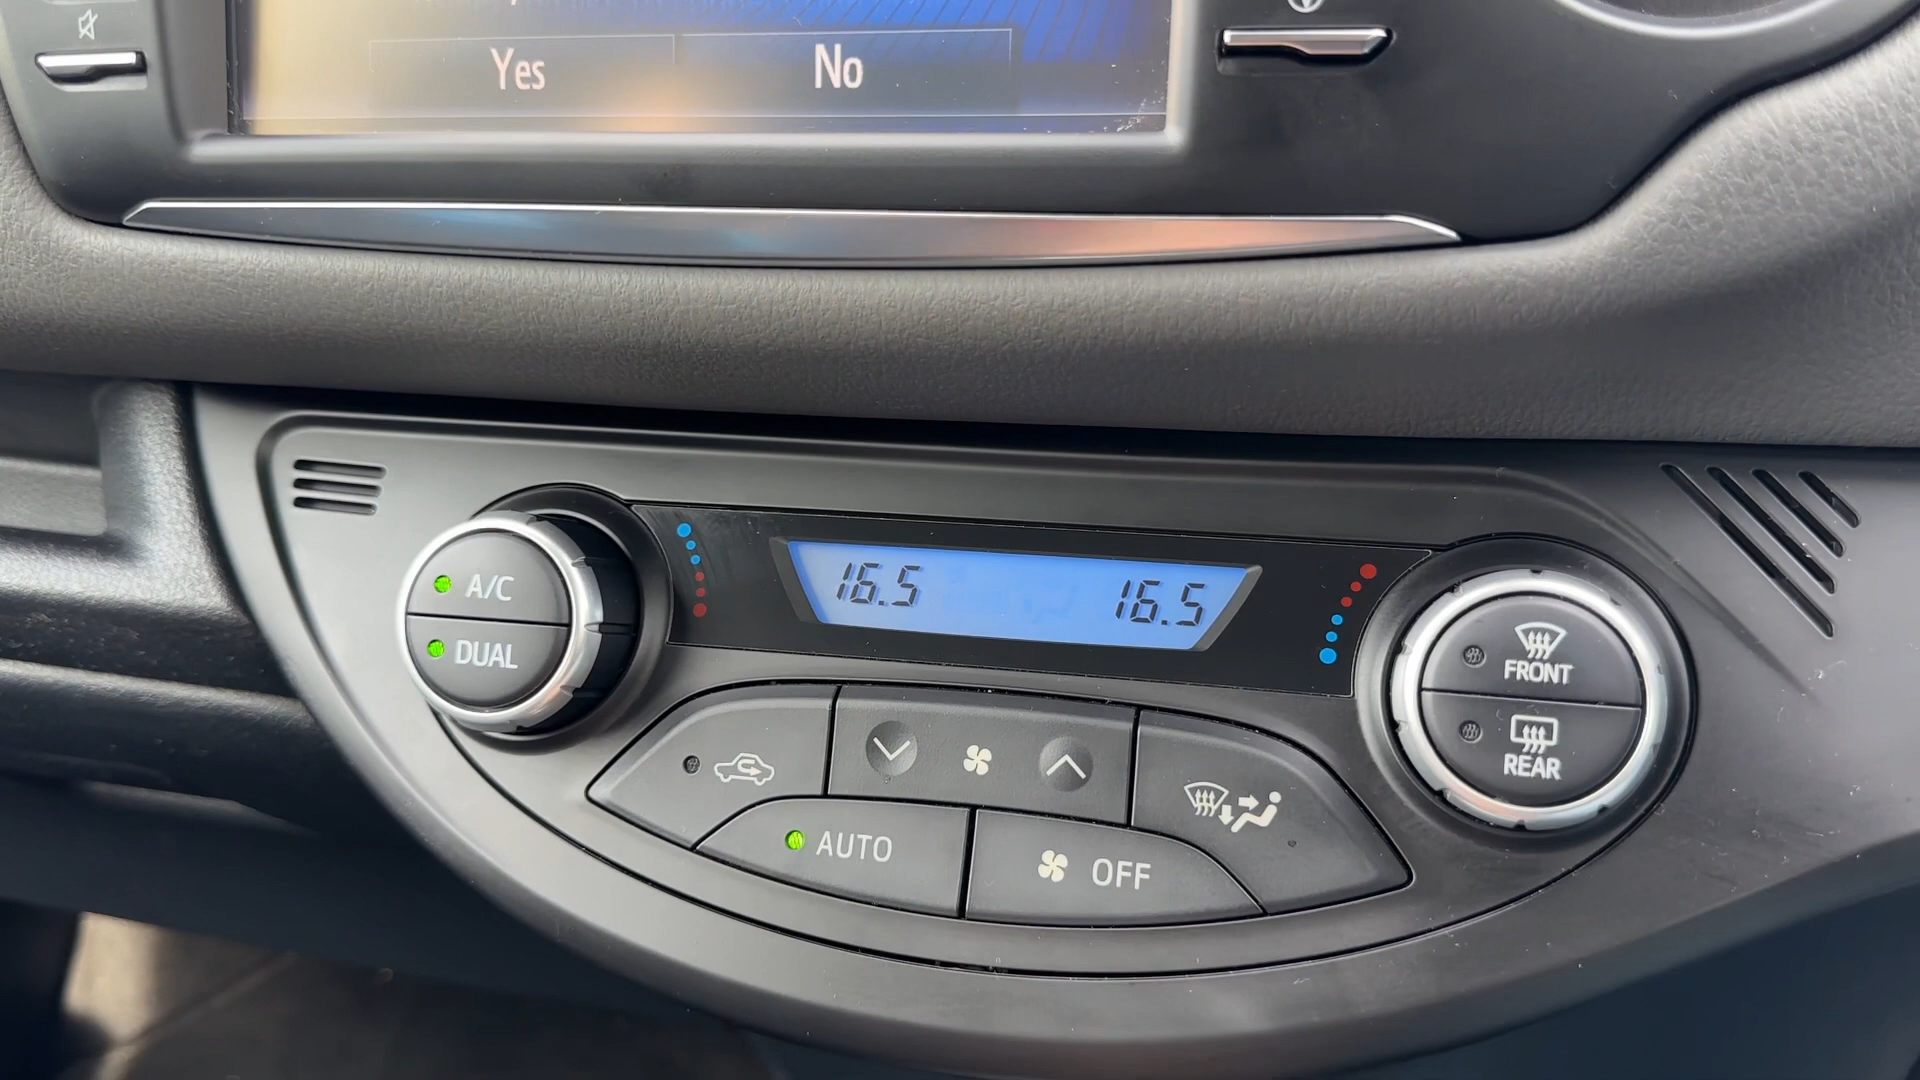 Yes No
16.5 16.5
A/C
DUAL
FRONT
REAR
AUTO
OFF